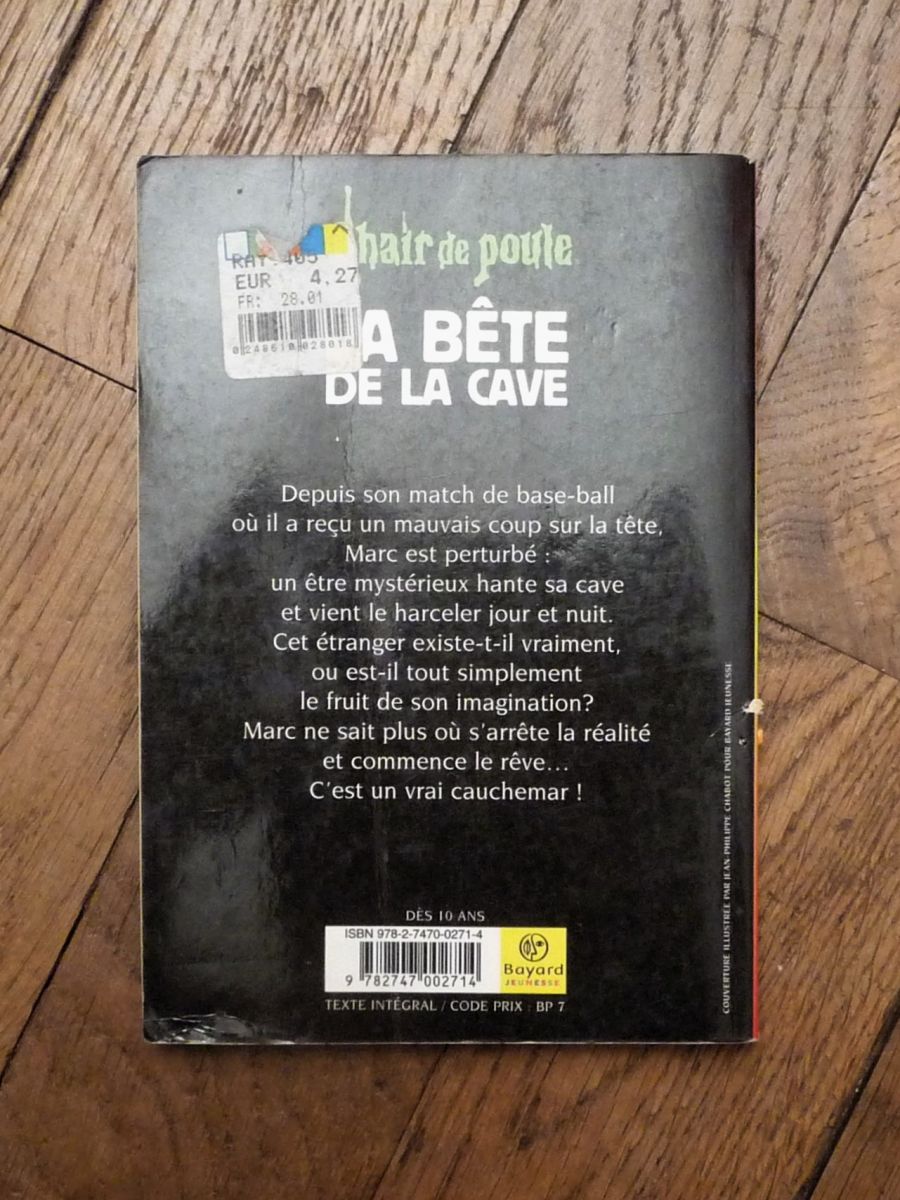 hair de poule
RAY 405
EUR 4,27
FR: 28.01
0 248610 028018
A BÊTE
DE LA CAVE
Depuis son match de base-ball
où il a reçu un mauvais coup sur la tête,
Marc est perturbé :
un être mystérieux hante sa cave
et vient le harceler jour et nuit.
Cet étranger existe-t-il vraiment,
ou est-il tout simplement
le fruit de son imagination?
Marc ne sait plus où s'arrête la réalité
et commence le rêve...
C'est un vrai cauchemar !
DÈS 10 ANS
ISBN 978-2-7470-0271-4
9 782747 002714
Bayard
JEUNESSE
TEXTE INTÉGRAL / CODE PRIX : BP 7
COUVERTURE ILLUSTRÉE PAR JEAN-PHILIPPE CHABOT POUR BAYARD JEUNESSE